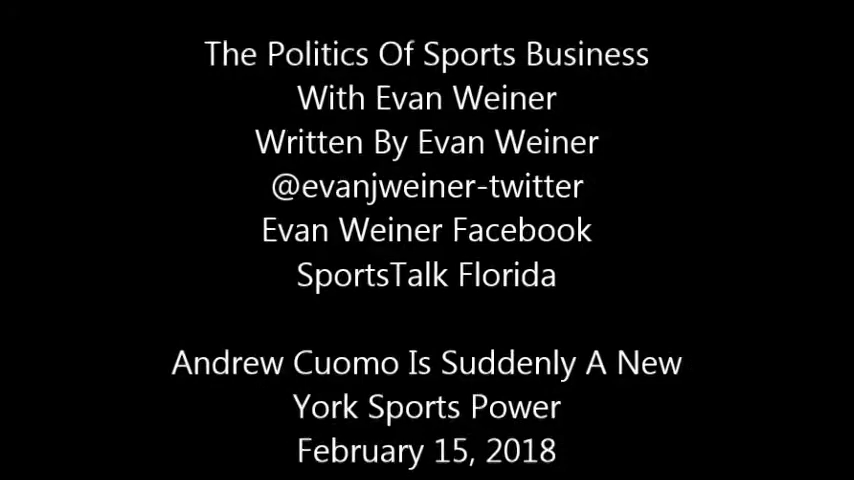 The Politics Of Sports Business
With Evan Weiner
Written By Evan Weiner
@evanjweiner-twitter
Evan Weiner Facebook
SportsTalk Florida
Andrew Cuomo Is Suddenly A New
York Sports Power
February 15, 2018